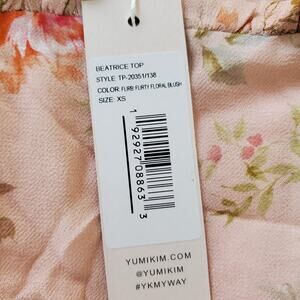 BEATRICE TOP
STYLE: TP-20351/138
COLOR: FURB: FLIRTY FLORAL BLUSH
SIZE: XS
1 92927 08863 3
YUMIKIM.COM
@YUMIKIM
#YKMYWAY